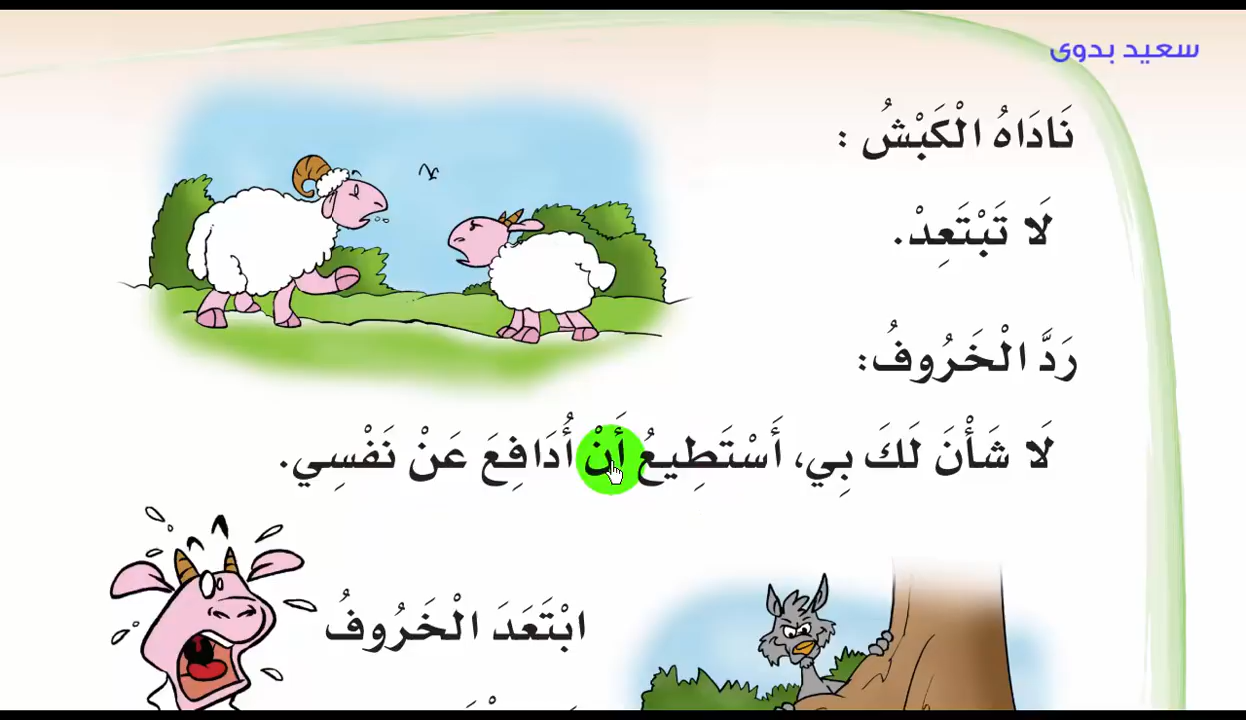 سعيد بدوى
نَادَاهُ الْكَبْشُ :
لَا تَبْتَعِدْ.
رَدَّ الْخَرُوفُ:
لَا شَأْنَ لَكَ بِي، أَسْتَطِيعُ أَنْ أُدَافِعَ عَنْ نَفْسِي.
ابْتَعَدَ الْخَرُوفُ